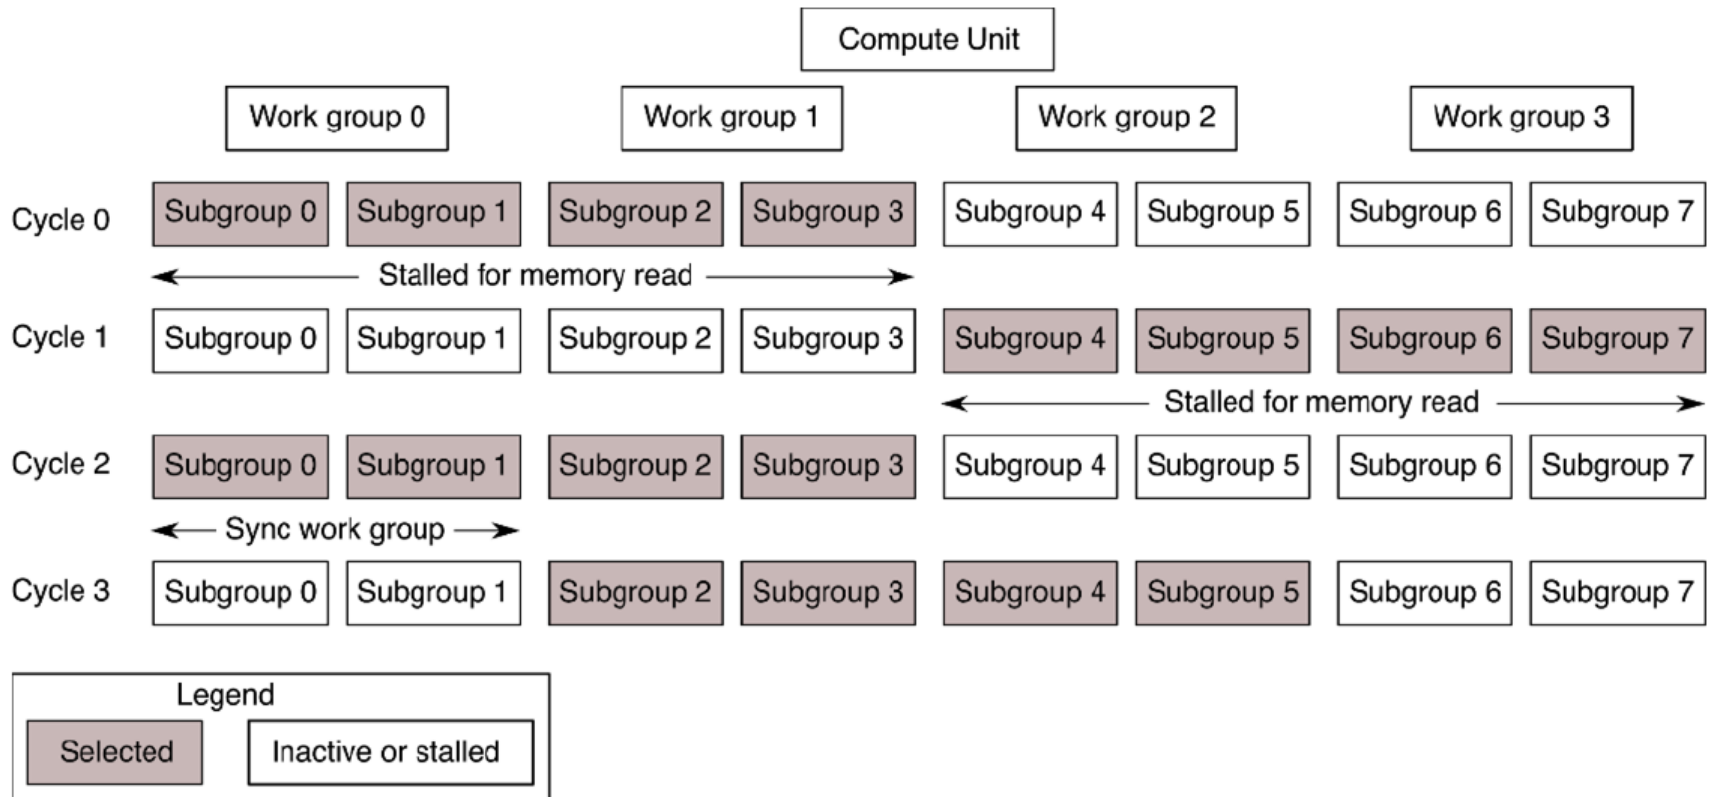 Compute Unit
Work group 0 Work group 1 Work group 2 Work group 3
Cycle 0 Subgroup 0 Subgroup 1 Subgroup 2 Subgroup 3 Subgroup 4 Subgroup 5 Subgroup 6 Subgroup 7
Stalled for memory read
Cycle 1 Subgroup 0 Subgroup 1 Subgroup 2 Subgroup 3 Subgroup 4 Subgroup 5 Subgroup 6 Subgroup 7
Stalled for memory read
Cycle 2 Subgroup 0 Subgroup 1 Subgroup 2 Subgroup 3 Subgroup 4 Subgroup 5 Subgroup 6 Subgroup 7
Sync work group
Cycle 3 Subgroup 0 Subgroup 1 Subgroup 2 Subgroup 3 Subgroup 4 Subgroup 5 Subgroup 6 Subgroup 7
Legend
Selected Inactive or stalled